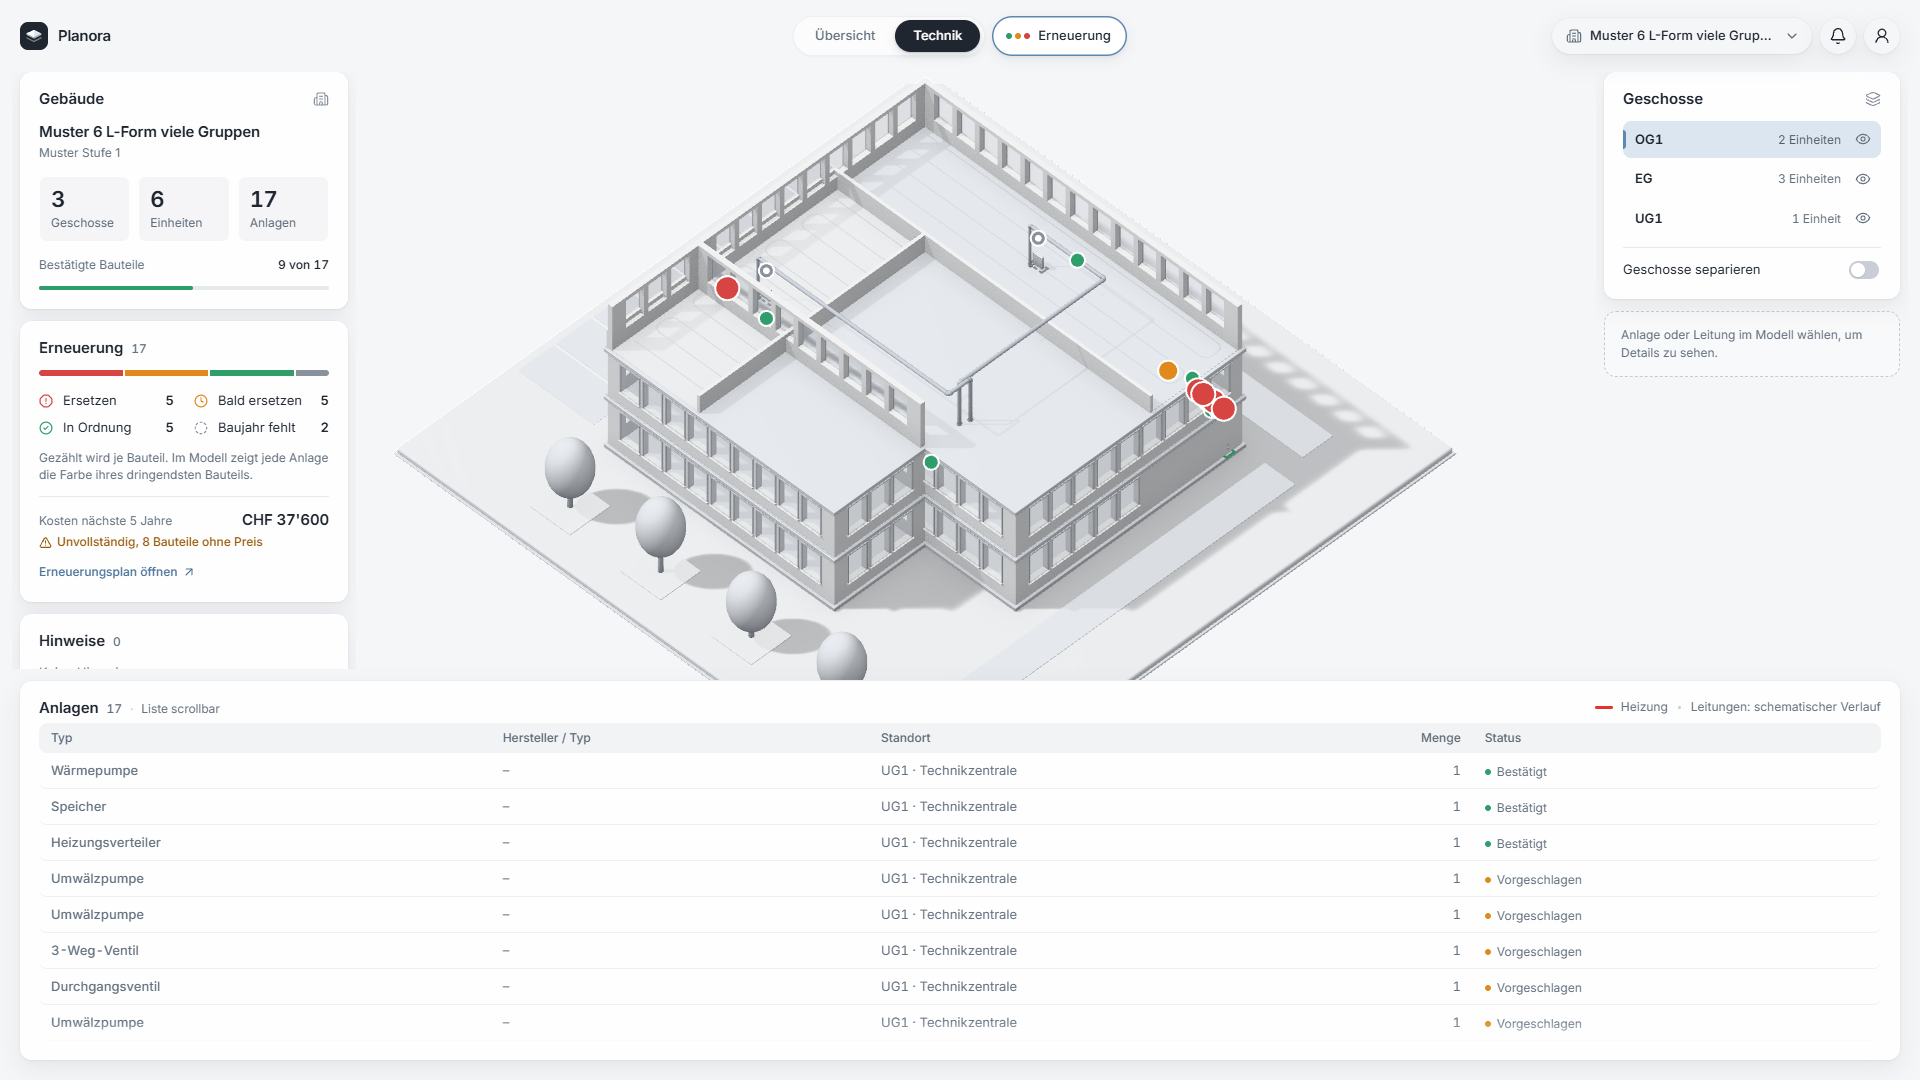 Planora
Übersicht
Technik
Erneuerung
Muster 6 L-Form viele Grup...
Gebäude
Muster 6 L-Form viele Gruppen
Muster Stufe 1
3 6 17
Geschosse Einheiten Anlagen
Bestätigte Bauteile 9 von 17
Erneuerung 17
Ersetzen 5 Bald ersetzen 5
In Ordnung 5 Baujahr fehlt 2
Gezählt wird je Bauteil. Im Modell zeigt jede Anlage
die Farbe ihres dringendsten Bauteils.
Kosten nächste 5 Jahre CHF 37'600
Unvollständig, 8 Bauteile ohne Preis
Erneuerungsplan öffnen
Hinweise 0
Geschosse
OG1 2 Einheiten
EG 3 Einheiten
UG1 1 Einheit
Geschosse separieren
Anlage oder Leitung im Modell wählen, um
Details zu sehen.
Anlagen 17 · Liste scrollbar
Heizung • Leitungen: schematischer Verlauf
Typ Hersteller / Typ Standort Menge Status
Wärmepumpe – UG1 · Technikzentrale 1 Bestätigt
Speicher – UG1 · Technikzentrale 1 Bestätigt
Heizungsverteiler – UG1 · Technikzentrale 1 Bestätigt
Umwälzpumpe – UG1 · Technikzentrale 1 Vorgeschlagen
Umwälzpumpe – UG1 · Technikzentrale 1 Vorgeschlagen
3-Weg-Ventil – UG1 · Technikzentrale 1 Vorgeschlagen
Durchgangsventil – UG1 · Technikzentrale 1 Vorgeschlagen
Umwälzpumpe – UG1 · Technikzentrale 1 Vorgeschlagen